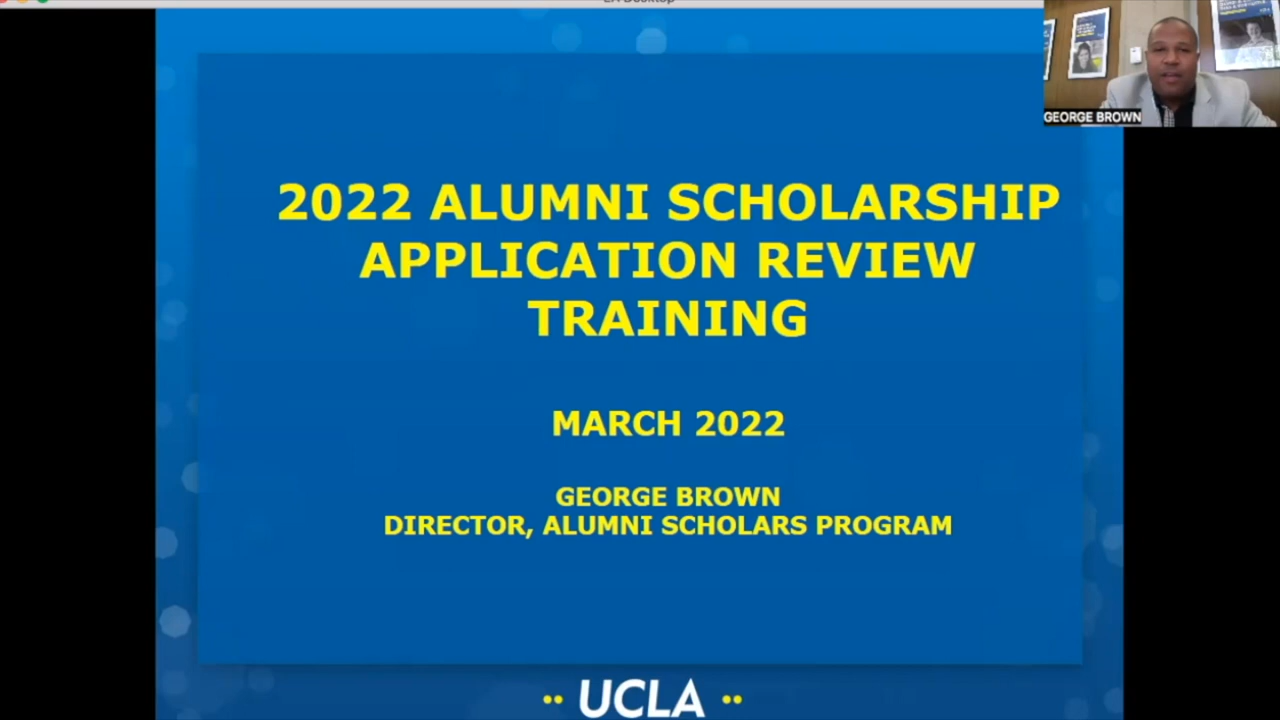 GEORGE BROWN
2022 ALUMNI SCHOLARSHIP
APPLICATION REVIEW
TRAINING
MARCH 2022
GEORGE BROWN
DIRECTOR, ALUMNI SCHOLARS PROGRAM
UCLA